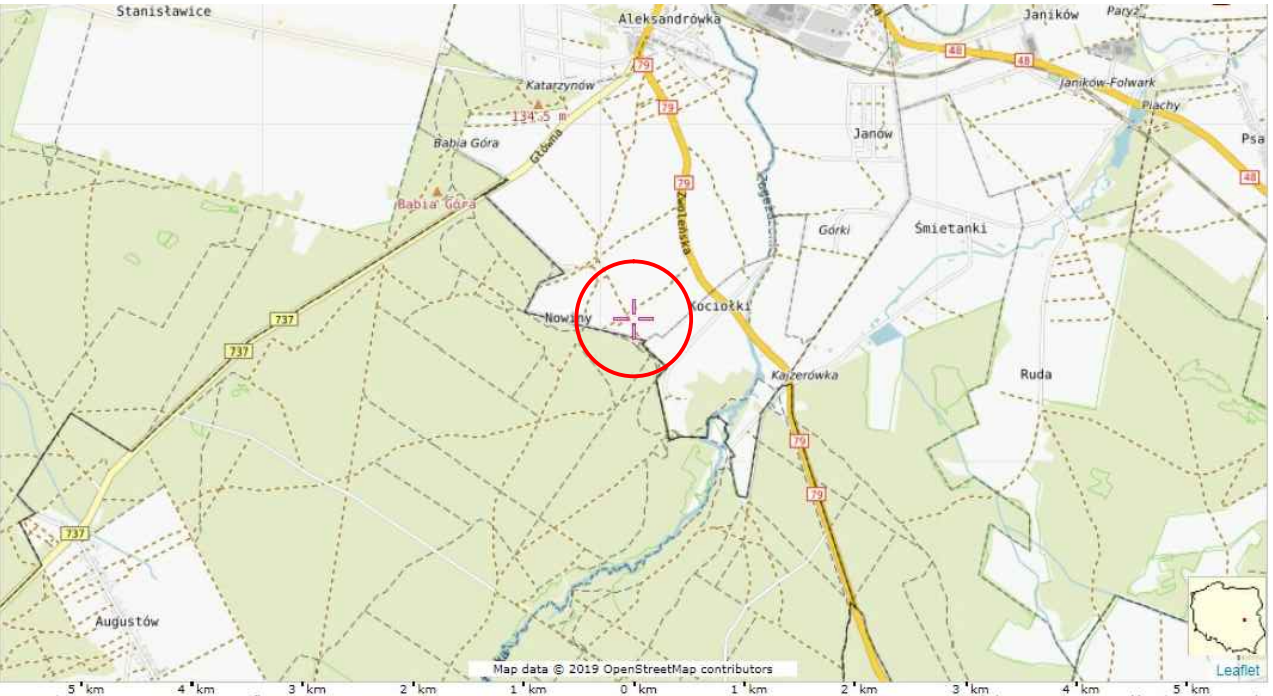 Stanisławice
Aleksandrówka
Janików
Paryż
48
48
79
Katarzynów
Janików-Folwark
134.5 m
79
Piachy
Babia Góra
Główna
Janów
Psa
Babia Góra
79
48
Zwoleńska
Górki
Śmietanki
737
Nowiny
Kociołki
737
Kajzerówka
Ruda
79
79
737
Augustów
Map data © 2019 OpenStreetMap contributors
Leaflet
5 km
4 km
3 km
2 km
1 km
0 km
1 km
2 km
3 km
4 km
5 km